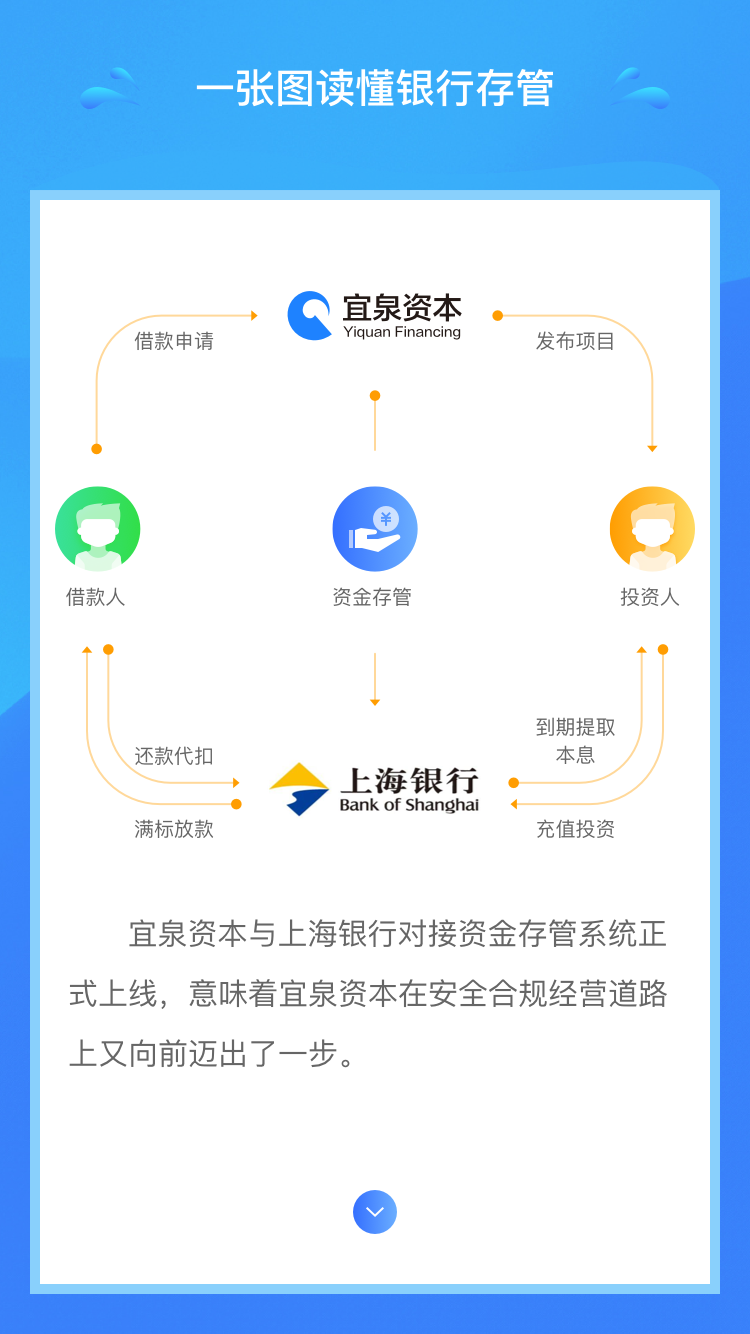 一张图读懂银行存管
宜泉资本
Yiquan Financing
借款申请
发布项目
¥
借款人
资金存管
投资人
到期提取
本息
还款代扣
上海银行
Bank of Shanghai
满标放款
充值投资
宜泉资本与上海银行对接资金存管系统正
式上线，意味着宜泉资本在安全合规经营道路
上又向前迈出了一步。